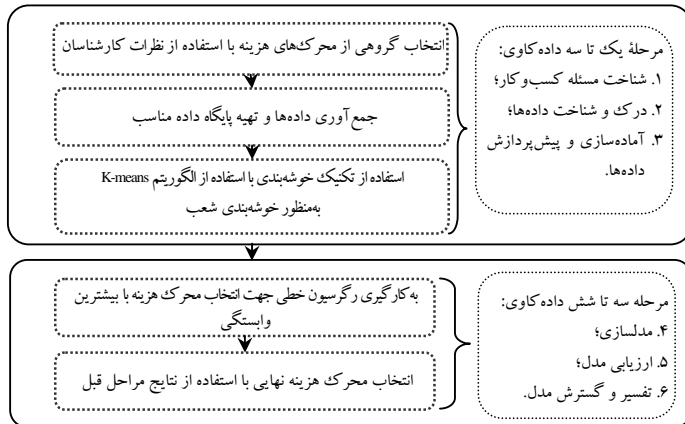 انتخاب گروهی از محرک‌های هزینه با استفاده از نظرات کارشناسان
جمع آوری داده‌ها و تهیه پایگاه داده مناسب
استفاده از تکنیک خوشه‌بندی با استفاده از الگوریتم K-means
به‌منظور خوشه‌بندی شعب
مرحلهٔ یک تا سه داده‌کاوی:
۱. شناخت مسئله کسب‌وکار؛
۲. درک و شناخت داده‌ها؛
۳. آماده‌سازی و پیش‌پردازش
داده‌ها.
به‌کارگیری رگرسیون خطی جهت انتخاب محرک هزینه با بیشترین
وابستگی
انتخاب محرک هزینه نهایی با استفاده از نتایج مراحل قبل
مرحله سه تا شش داده‌کاوی:
۴. مدلسازی؛
۵. ارزیابی مدل؛
۶. تفسیر و گسترش مدل.